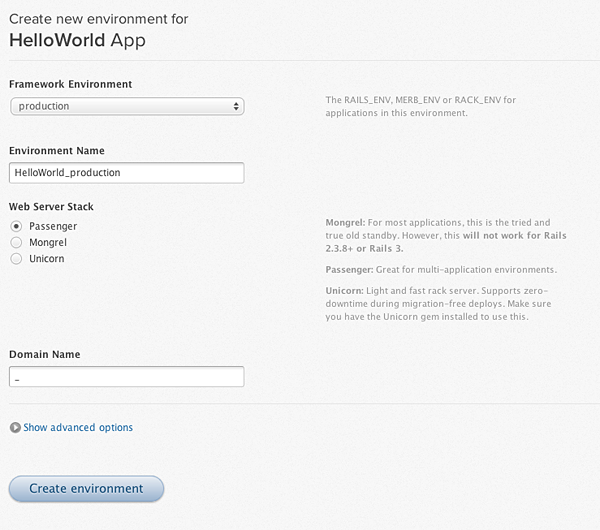 Create new environment for
HelloWorld App
Framework Environment
production
The RAILS_ENV, MERB_ENV or RACK_ENV for
applications in this environment.
Environment Name
HelloWorld_production
Web Server Stack
Passenger
Mongrel
Unicorn
Mongrel: For most applications, this is the tried and
true old standby. However, this will not work for Rails
2.3.8+ or Rails 3.
Passenger: Great for multi-application environments.
Unicorn: Light and fast rack server. Supports zero-
downtime during migration-free deploys. Make sure
you have the Unicorn gem installed to use this.
Domain Name
_
Show advanced options
Create environment